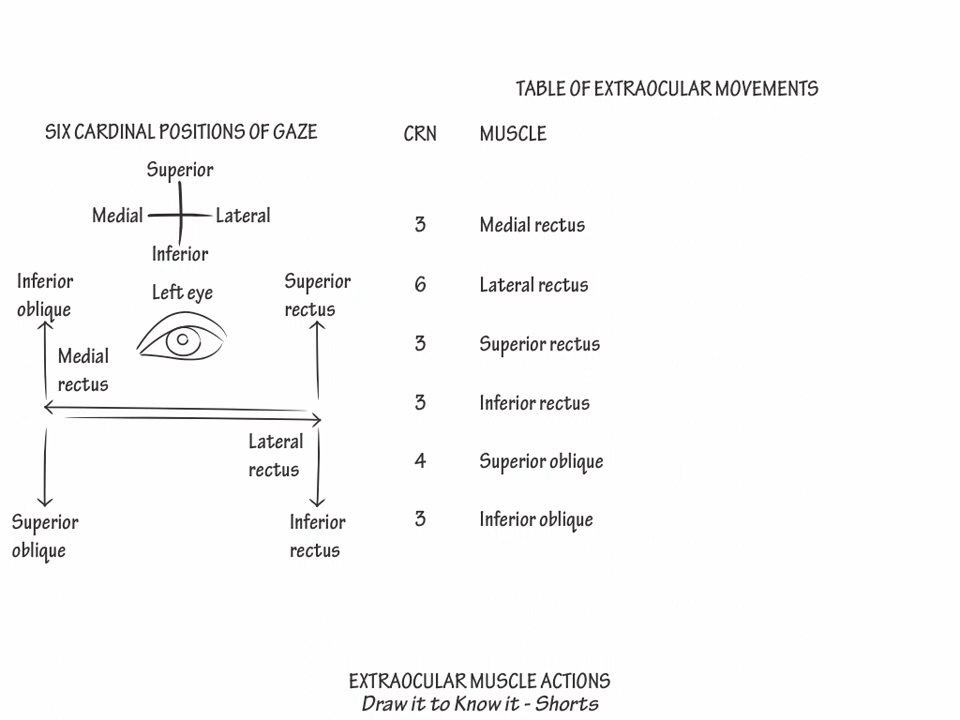 TABLE OF EXTRAOCULAR MOVEMENTS
SIX CARDINAL POSITIONS OF GAZE
Superior
Medial
Lateral
Inferior
Left eye
Inferior
oblique
Superior
rectus
Medial
rectus
Lateral
rectus
Superior
oblique
Inferior
rectus
CRN MUSCLE
3 Medial rectus
6 Lateral rectus
3 Superior rectus
3 Inferior rectus
4 Superior oblique
3 Inferior oblique
EXTRAOCULAR MUSCLE ACTIONS
Draw it to Know it - Shorts